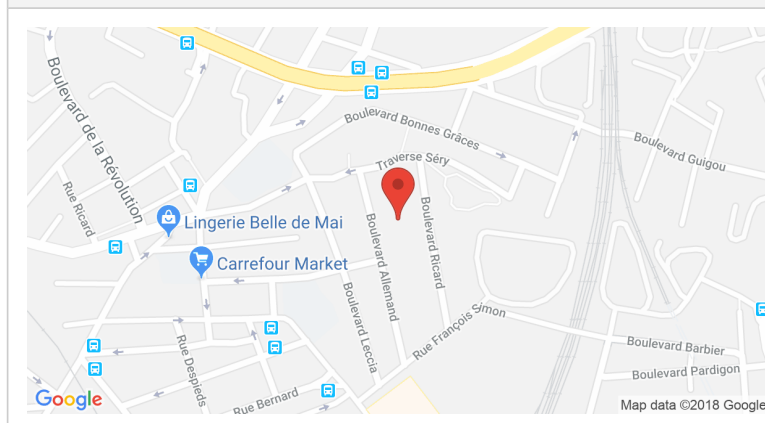 Boulevard de la Révolution
Boulevard Bonnes Grâces
Boulevard Guigou
Traverse Séry
Rue Ricard
Lingerie Belle de Mai
Carrefour Market
Boulevard Allemand
Boulevard Ricard
Boulevard Leccia
Rue François Simon
Rue Despieds
Boulevard Barbier
Boulevard Pardigon
Rue Bernard
Google
Map data ©2018 Google